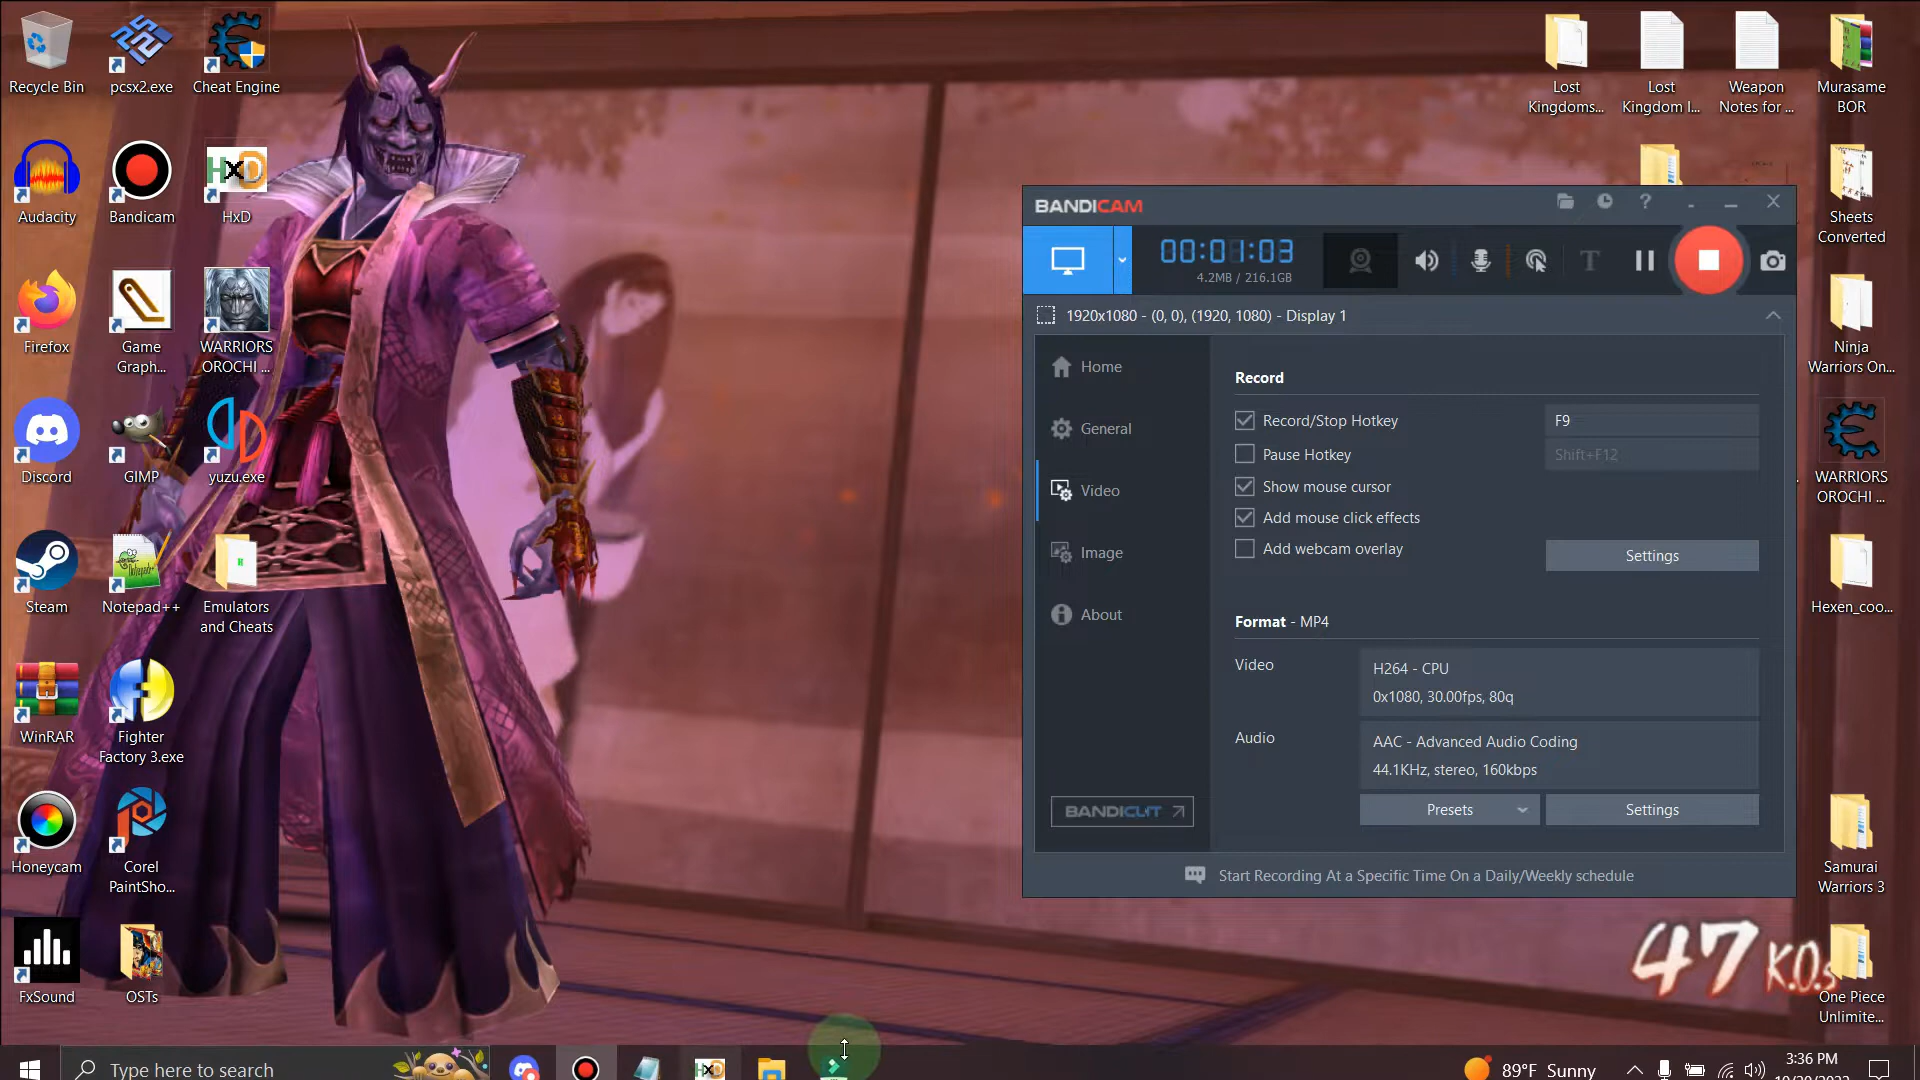 Recycle Bin
pcsx2.exe
Cheat Engine
Audacity
Bandicam
HxD
HxD
Firefox
Game
Graph...
WARRIORS
OROCHI ...
Discord
GIMP
yuzu.exe
Steam
Notepad++
Emulators
and Cheats
WinRAR
Fighter
Factory 3.exe
Honeycam
Corel
PaintSho...
FxSound
OSTs
Lost
Kingdoms...
Lost
Kingdom I...
Weapon
Notes for ...
Murasame
BOR
Sheets
Converted
Ninja
Warriors On...
WARRIORS
OROCHI ...
Hexen_coo...
Samurai
Warriors 3
One Piece
Unlimite...
BANDICAM
00:01:03
4.2MB / 216.1GB
1920x1080 - (0, 0), (1920, 1080) - Display 1
Home
General
Video
Image
About
BANDICUT
Record
Record/Stop Hotkey
F9
Pause Hotkey
Shift+F12
Show mouse cursor
Add mouse click effects
Add webcam overlay
Settings
Format - MP4
Video
H264 - CPU
0x1080, 30.00fps, 80q
Audio
AAC - Advanced Audio Coding
44.1KHz, stereo, 160kbps
Presets
Settings
Start Recording At a Specific Time On a Daily/Weekly schedule
47 K.O.s
Type here to search
HxD
89°F Sunny
3:36 PM